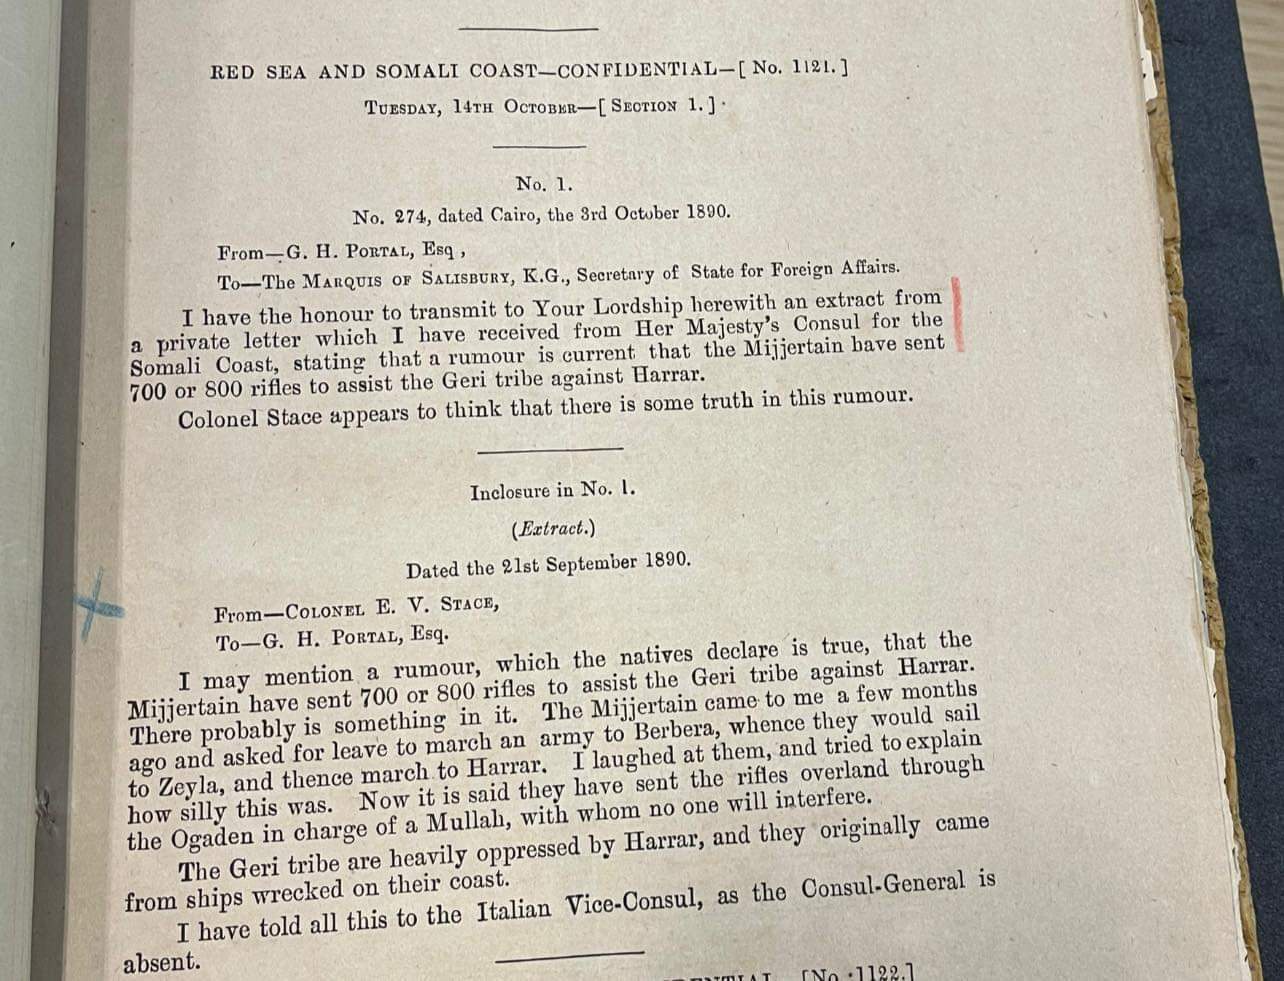 RED SEA AND SOMALI COAST—CONFIDENTIAL—[ No. 1121. ]
TUESDAY, 14TH OCTOBER—[ SECTION 1. ]
No. 1.
No. 274, dated Cairo, the 3rd October 1890.
From—G. H. PORTAL, Esq ,
To—The MARQUIS OF SALISBURY, K.G., Secretary of State for Foreign Affairs.
I have the honour to transmit to Your Lordship herewith an extract from
a private letter which I have received from Her Majesty's Consul for the
Somali Coast, stating that a rumour is current that the Mijjertain have sent
700 or 800 rifles to assist the Geri tribe against Harrar.
Colonel Stace appears to think that there is some truth in this rumour.
Inclosure in No. 1.
(Extract.)
Dated the 21st September 1890.
From—COLONEL E. V. STACE,
To—G. H. PORTAL, Esq.
I may mention a rumour, which the natives declare is true, that the
Mijjertain have sent 700 or 800 rifles to assist the Geri tribe against Harrar.
There probably is something in it. The Mijjertain came to me a few months
ago and asked for leave to march an army to Berbera, whence they would sail
to Zeyla, and thence march to Harrar. I laughed at them, and tried to explain
how silly this was. Now it is said they have sent the rifles overland through
the Ogaden in charge of a Mullah, with whom no one will interfere.
The Geri tribe are heavily oppressed by Harrar, and they originally came
from ships wrecked on their coast.
I have told all this to the Italian Vice-Consul, as the Consul-General is
absent.
[No. 1122.]